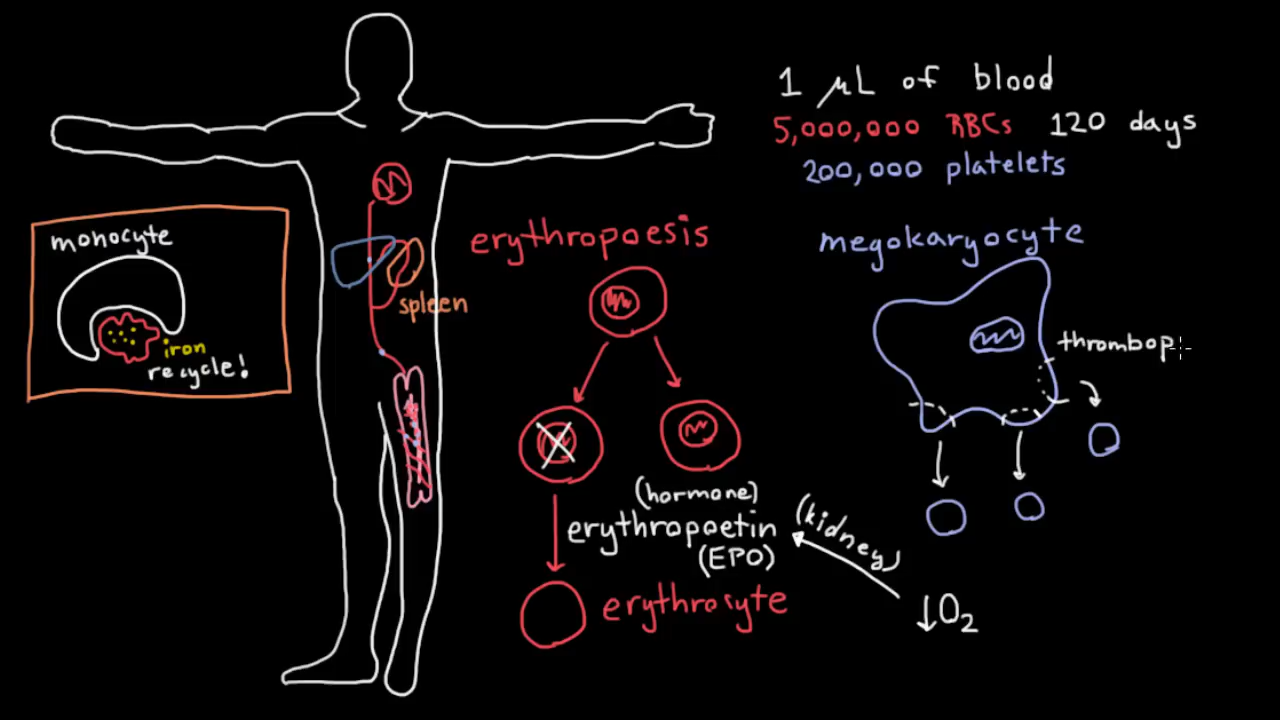 1 μL of blood
5,000,000 RBCs 120 days
200,000 platelets
monocyte
iron
recycle!
spleen
erythropoesis
(hormone)
erythropoetin
(EPO)
erythrocyte
(kidney)
↓O₂
megokaryocyte
thrombop